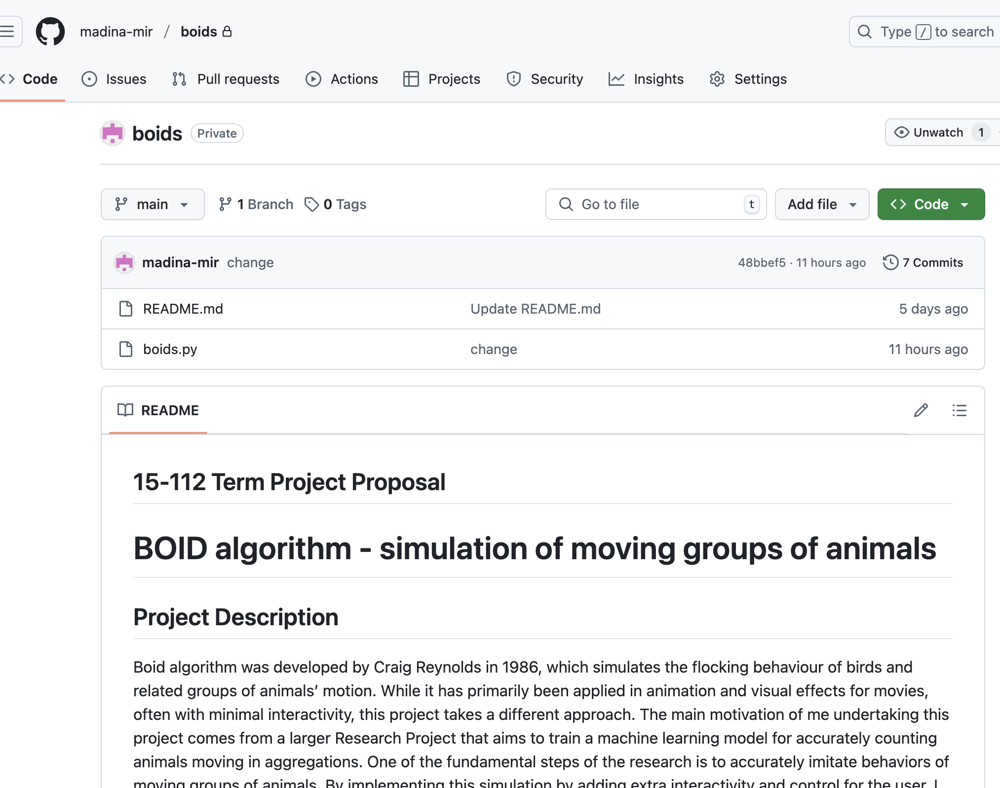 madina-mir / boids
Type / to search
Code Issues Pull requests Actions Projects Security Insights Settings
boids Private
Unwatch 1
main 1 Branch 0 Tags
Go to file t
Add file
Code
madina-mir change 48bbef5 · 11 hours ago 7 Commits
README.md Update README.md 5 days ago
boids.py change 11 hours ago
README
15-112 Term Project Proposal
BOID algorithm - simulation of moving groups of animals
Project Description
Boid algorithm was developed by Craig Reynolds in 1986, which simulates the flocking behaviour of birds and
related groups of animals’ motion. While it has primarily been applied in animation and visual effects for movies,
often with minimal interactivity, this project takes a different approach. The main motivation of me undertaking this
project comes from a larger Research Project that aims to train a machine learning model for accurately counting
animals moving in aggregations. One of the fundamental steps of the research is to accurately imitate behaviors of
moving groups of animals. By implementing this simulation by adding extra interactivity and control for the user, I